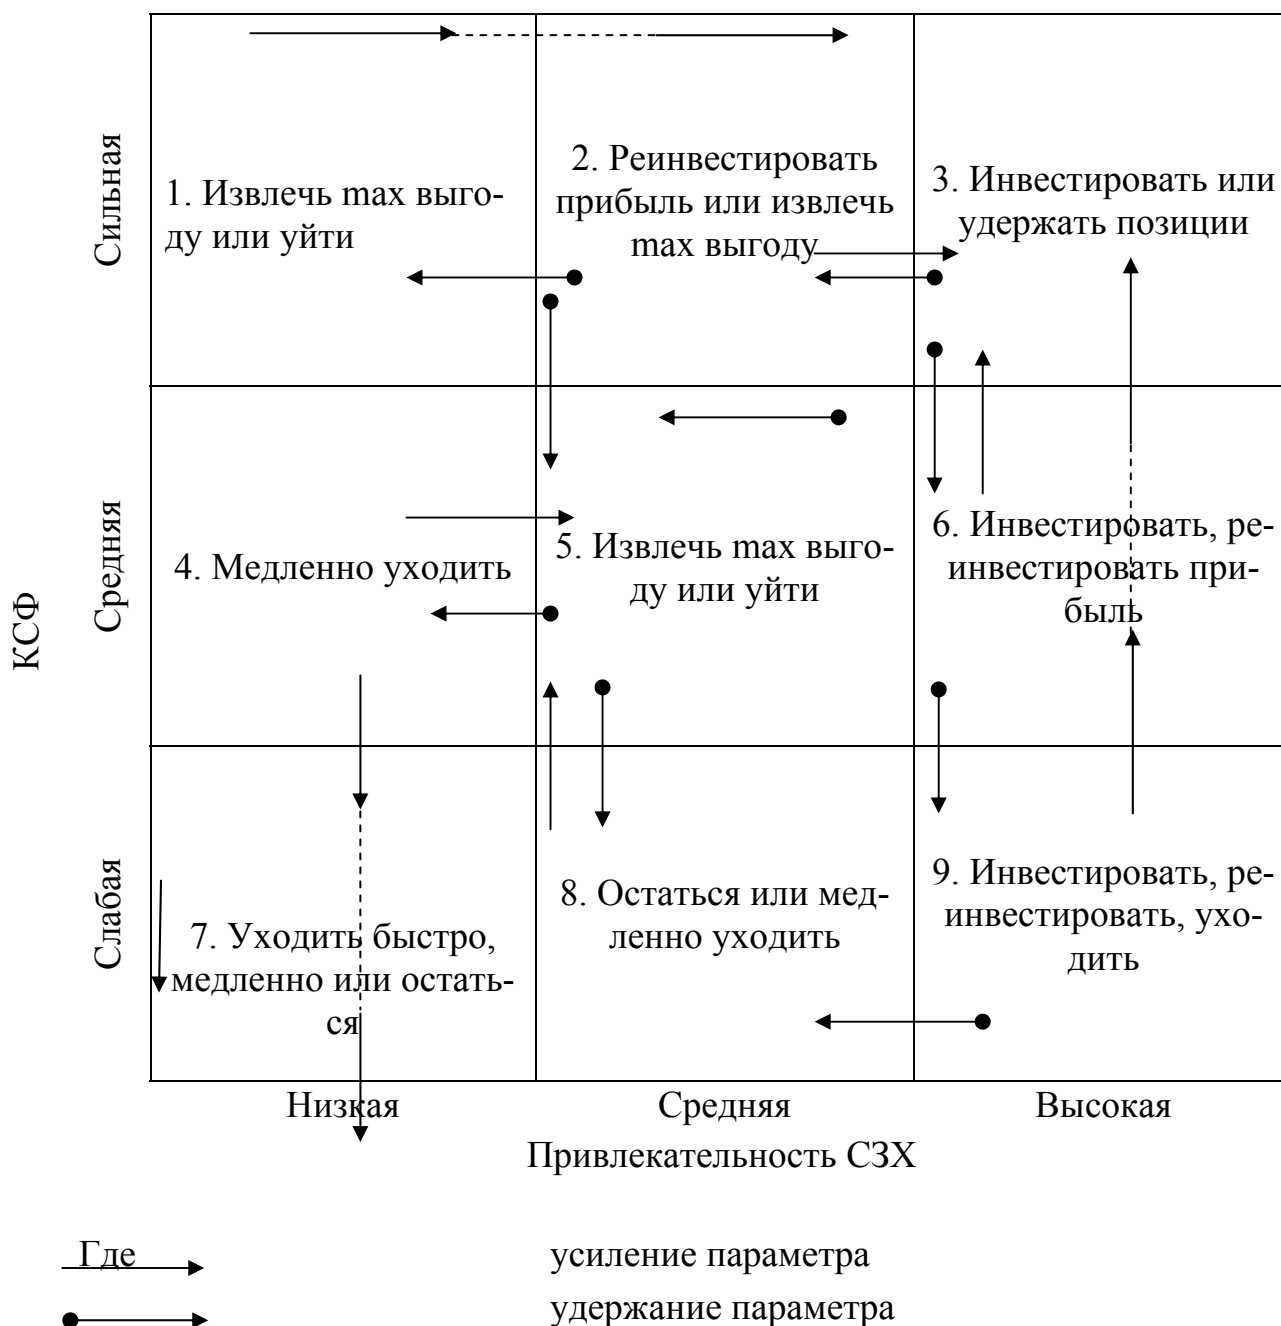 Сильная
1. Извлечь max выго-
ду или уйти
2. Реинвестировать
прибыль или извлечь
max выгоду
3. Инвестировать или
удержать позиции
КСФ
Средняя
4. Медленно уходить
5. Извлечь max выго-
ду или уйти
6. Инвестировать, ре-
инвестировать при-
быль
Слабая
7. Уходить быстро,
медленно или остать-
ся
8. Остаться или мед-
ленно уходить
9. Инвестировать, ре-
инвестировать, ухо-
дить
Низкая
Средняя
Высокая
Привлекательность СЗХ
Где
усиление параметра
удержание параметра